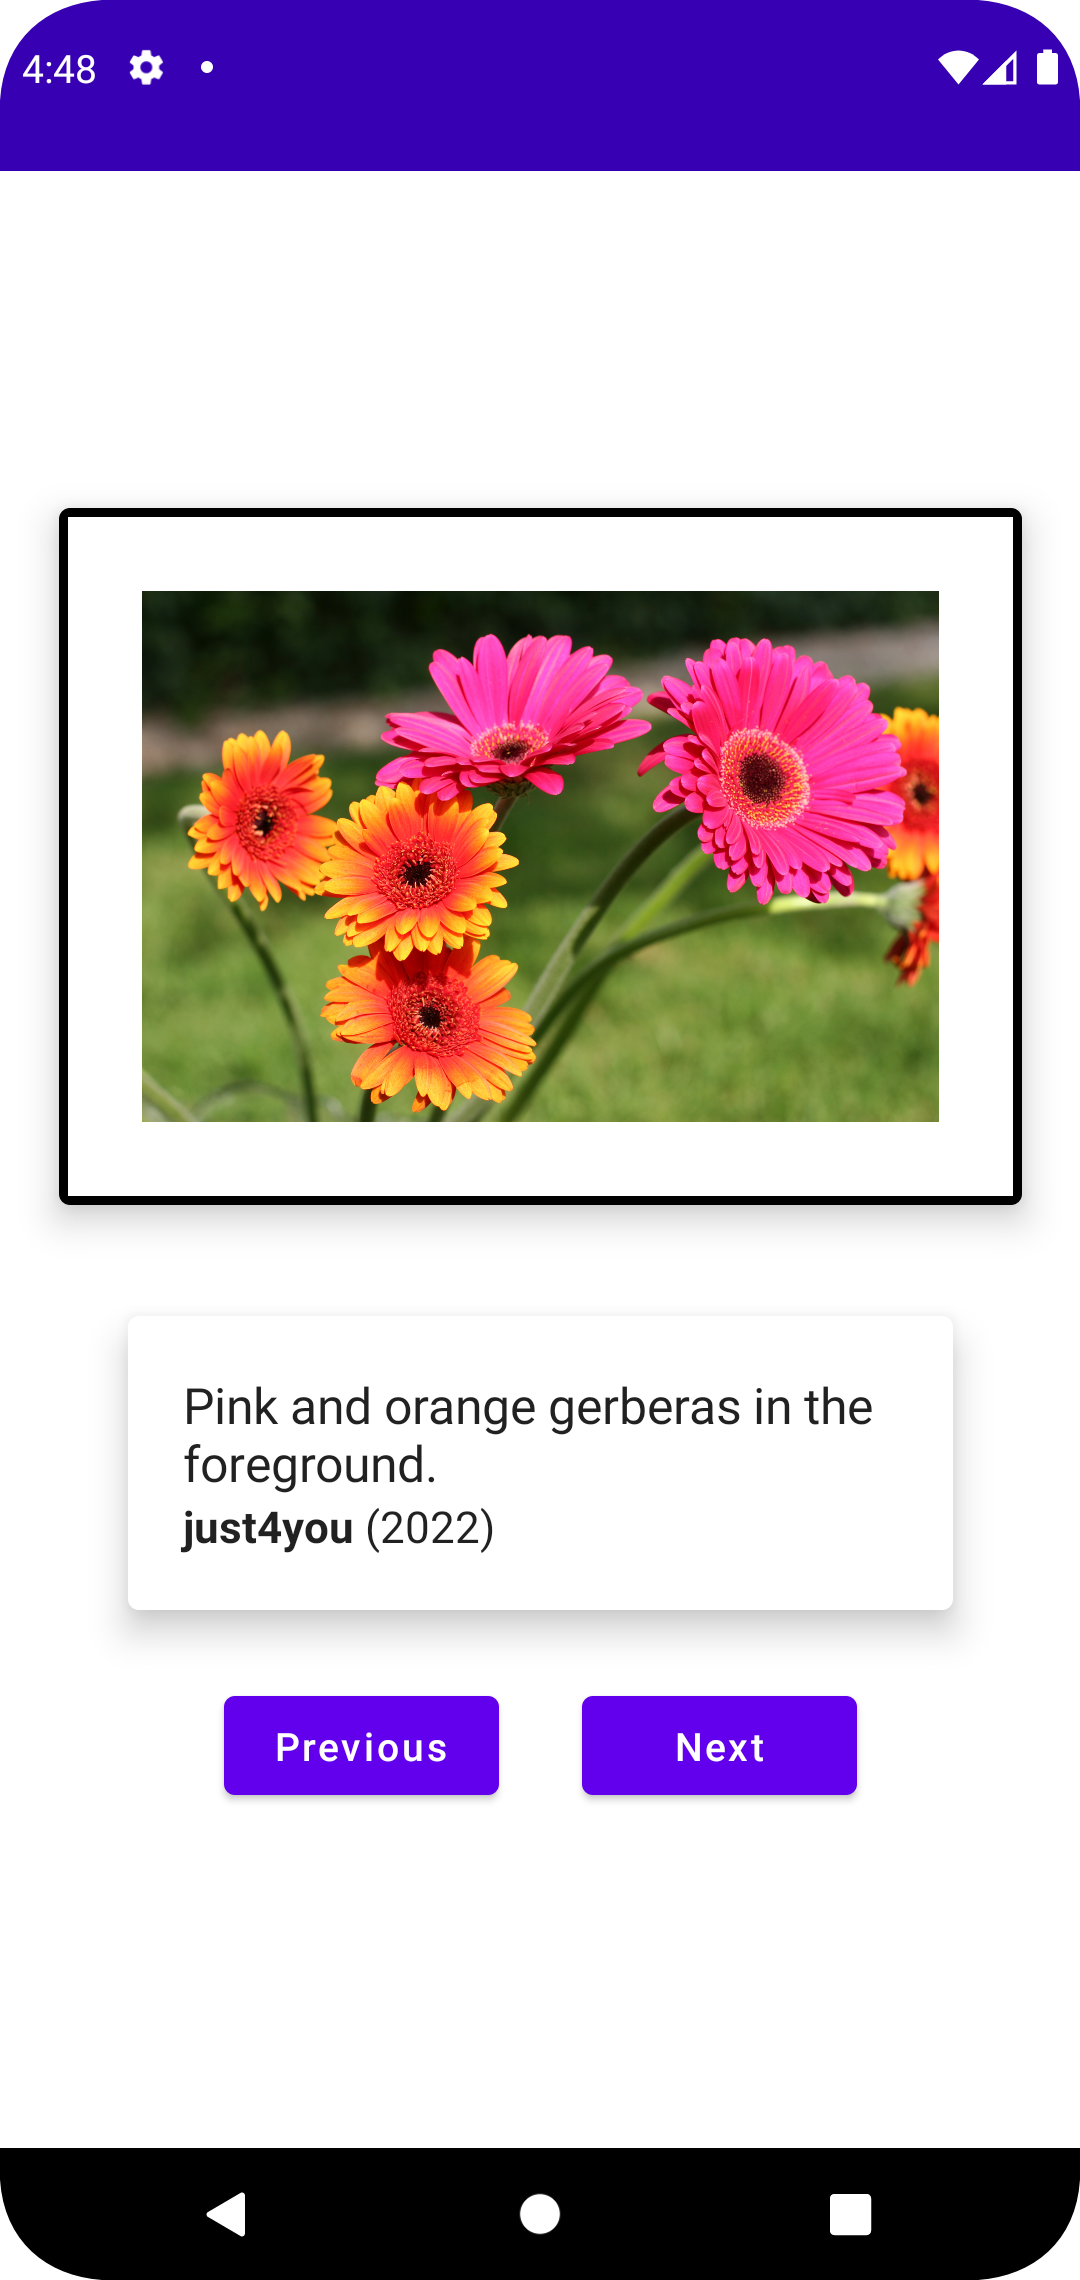 4:48
Pink and orange gerberas in the
foreground.
just4you (2022)
Previous
Next